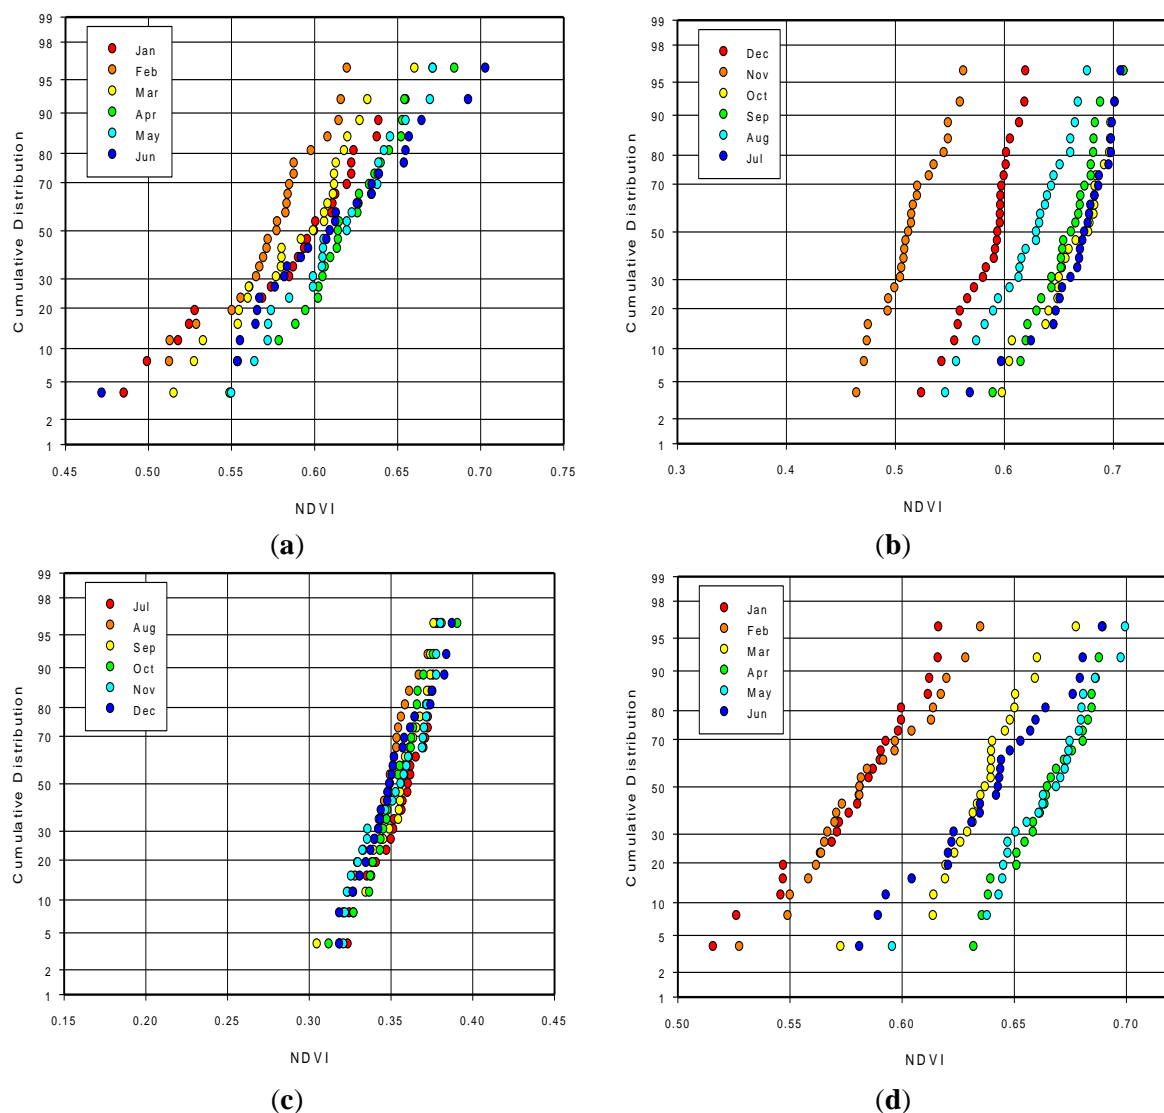 99
98
95
90
80
70
50
30
20
10
5
2
1
Cumulative Distribution
Jan
Feb
Mar
Apr
May
Jun
0.45 0.50 0.55 0.60 0.65 0.70 0.75
NDVI
(a)
99
98
95
90
80
70
50
30
20
10
5
2
1
Cumulative Distribution
Dec
Nov
Oct
Sep
Aug
Jul
0.3 0.4 0.5 0.6 0.7
NDVI
(b)
99
98
95
90
80
70
50
30
20
10
5
2
1
Cumulative Distribution
Jul
Aug
Sep
Oct
Nov
Dec
0.15 0.20 0.25 0.30 0.35 0.40 0.45
NDVI
(c)
99
98
95
90
80
70
50
30
20
10
5
2
1
Cumulative Distribution
Jan
Feb
Mar
Apr
May
Jun
0.50 0.55 0.60 0.65 0.70
NDVI
(d)